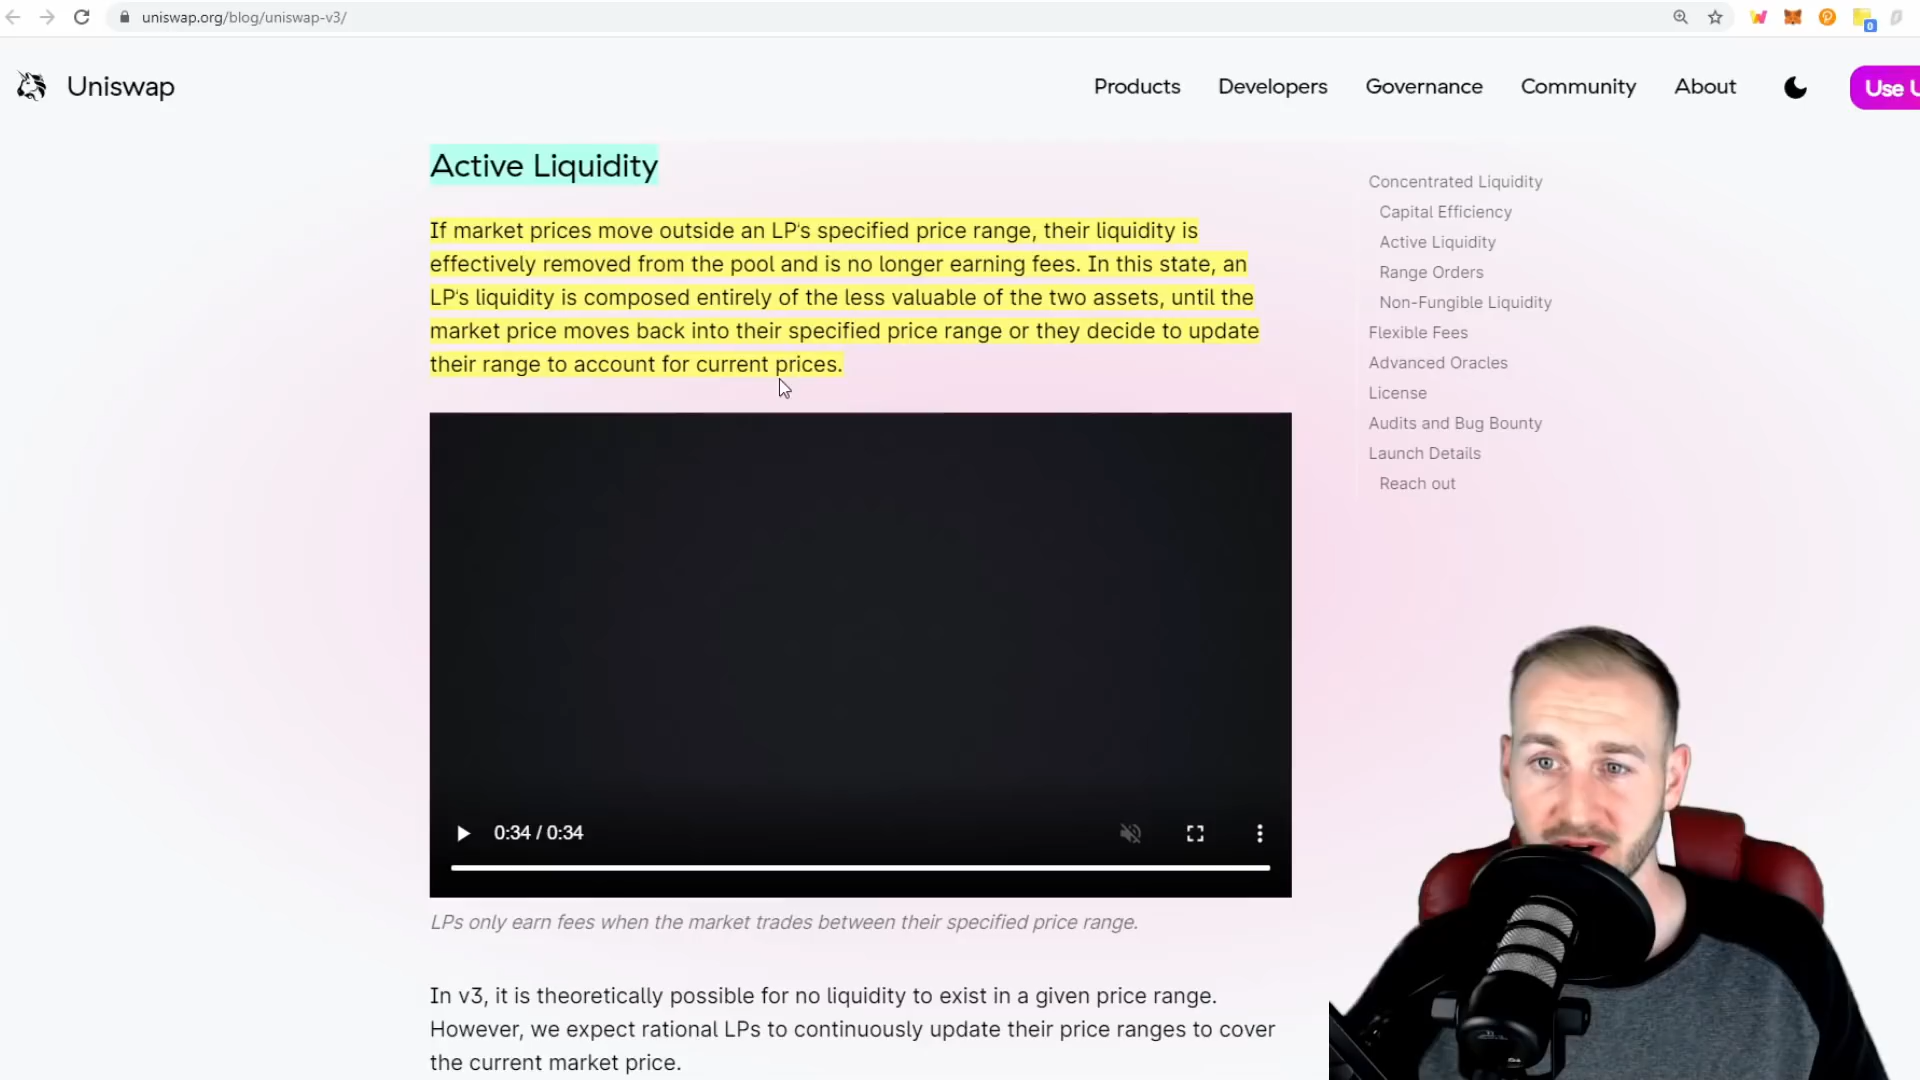 uniswap.org/blog/uniswap-v3/
0
Uniswap
Products
Developers
Governance
Community
About
Use U
Active Liquidity
If market prices move outside an LP's specified price range, their liquidity is
effectively removed from the pool and is no longer earning fees. In this state, an
LP's liquidity is composed entirely of the less valuable of the two assets, until the
market price moves back into their specified price range or they decide to update
their range to account for current prices.
0:34 / 0:34
LPs only earn fees when the market trades between their specified price range.
In v3, it is theoretically possible for no liquidity to exist in a given price range.
However, we expect rational LPs to continuously update their price ranges to cover
the current market price.
Concentrated Liquidity
Capital Efficiency
Active Liquidity
Range Orders
Non-Fungible Liquidity
Flexible Fees
Advanced Oracles
License
Audits and Bug Bounty
Launch Details
Reach out